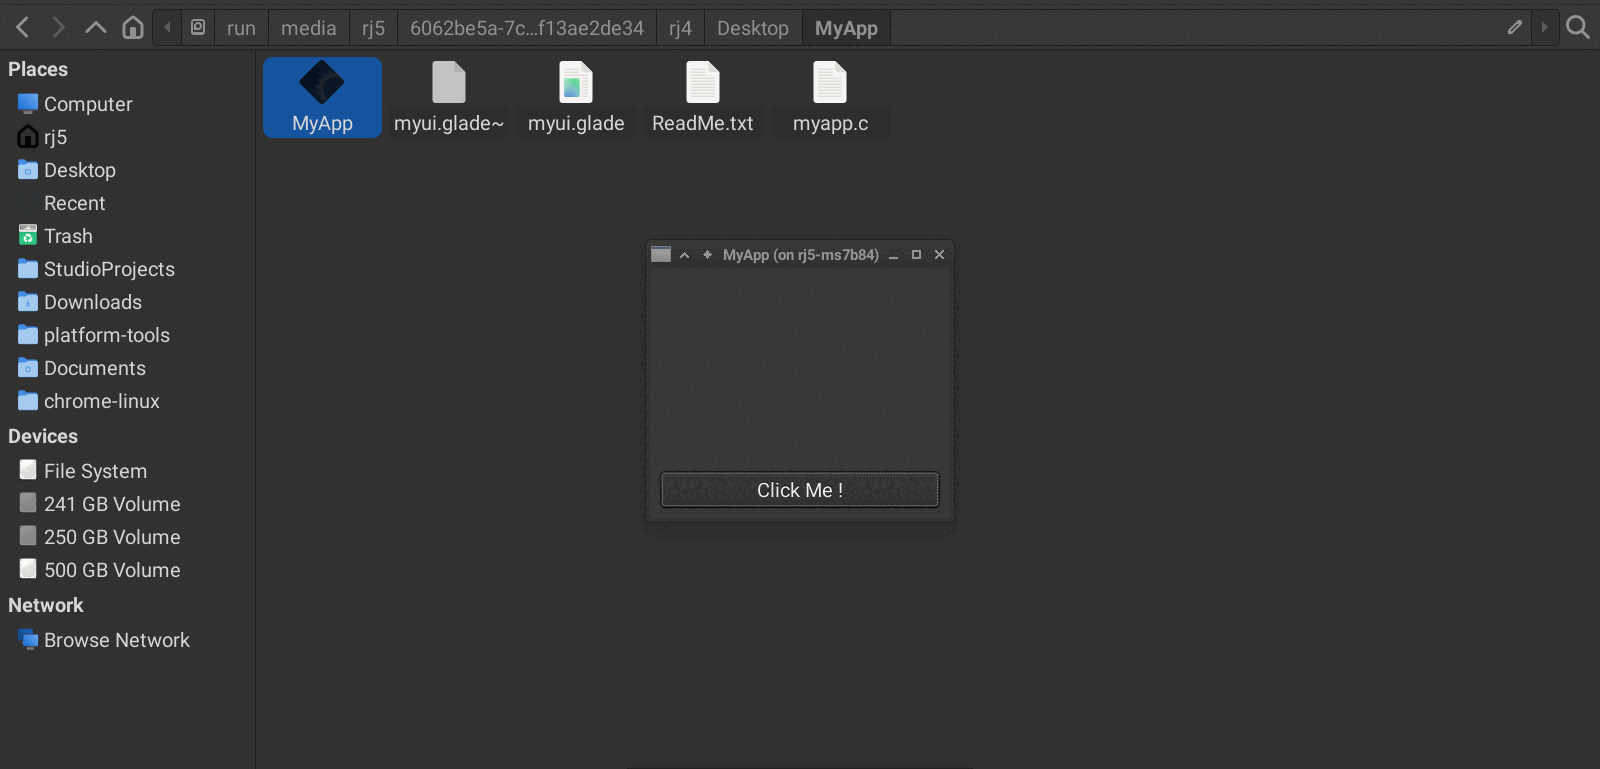 run media rj5 6062be5a-7c...f13ae2de34 rj4 Desktop MyApp
Places
Computer
rj5
Desktop
Recent
Trash
StudioProjects
Downloads
platform-tools
Documents
chrome-linux
Devices
File System
241 GB Volume
250 GB Volume
500 GB Volume
Network
Browse Network
MyApp myui.glade~ myui.glade ReadMe.txt myapp.c
MyApp (on rj5-ms7b84)
Click Me !